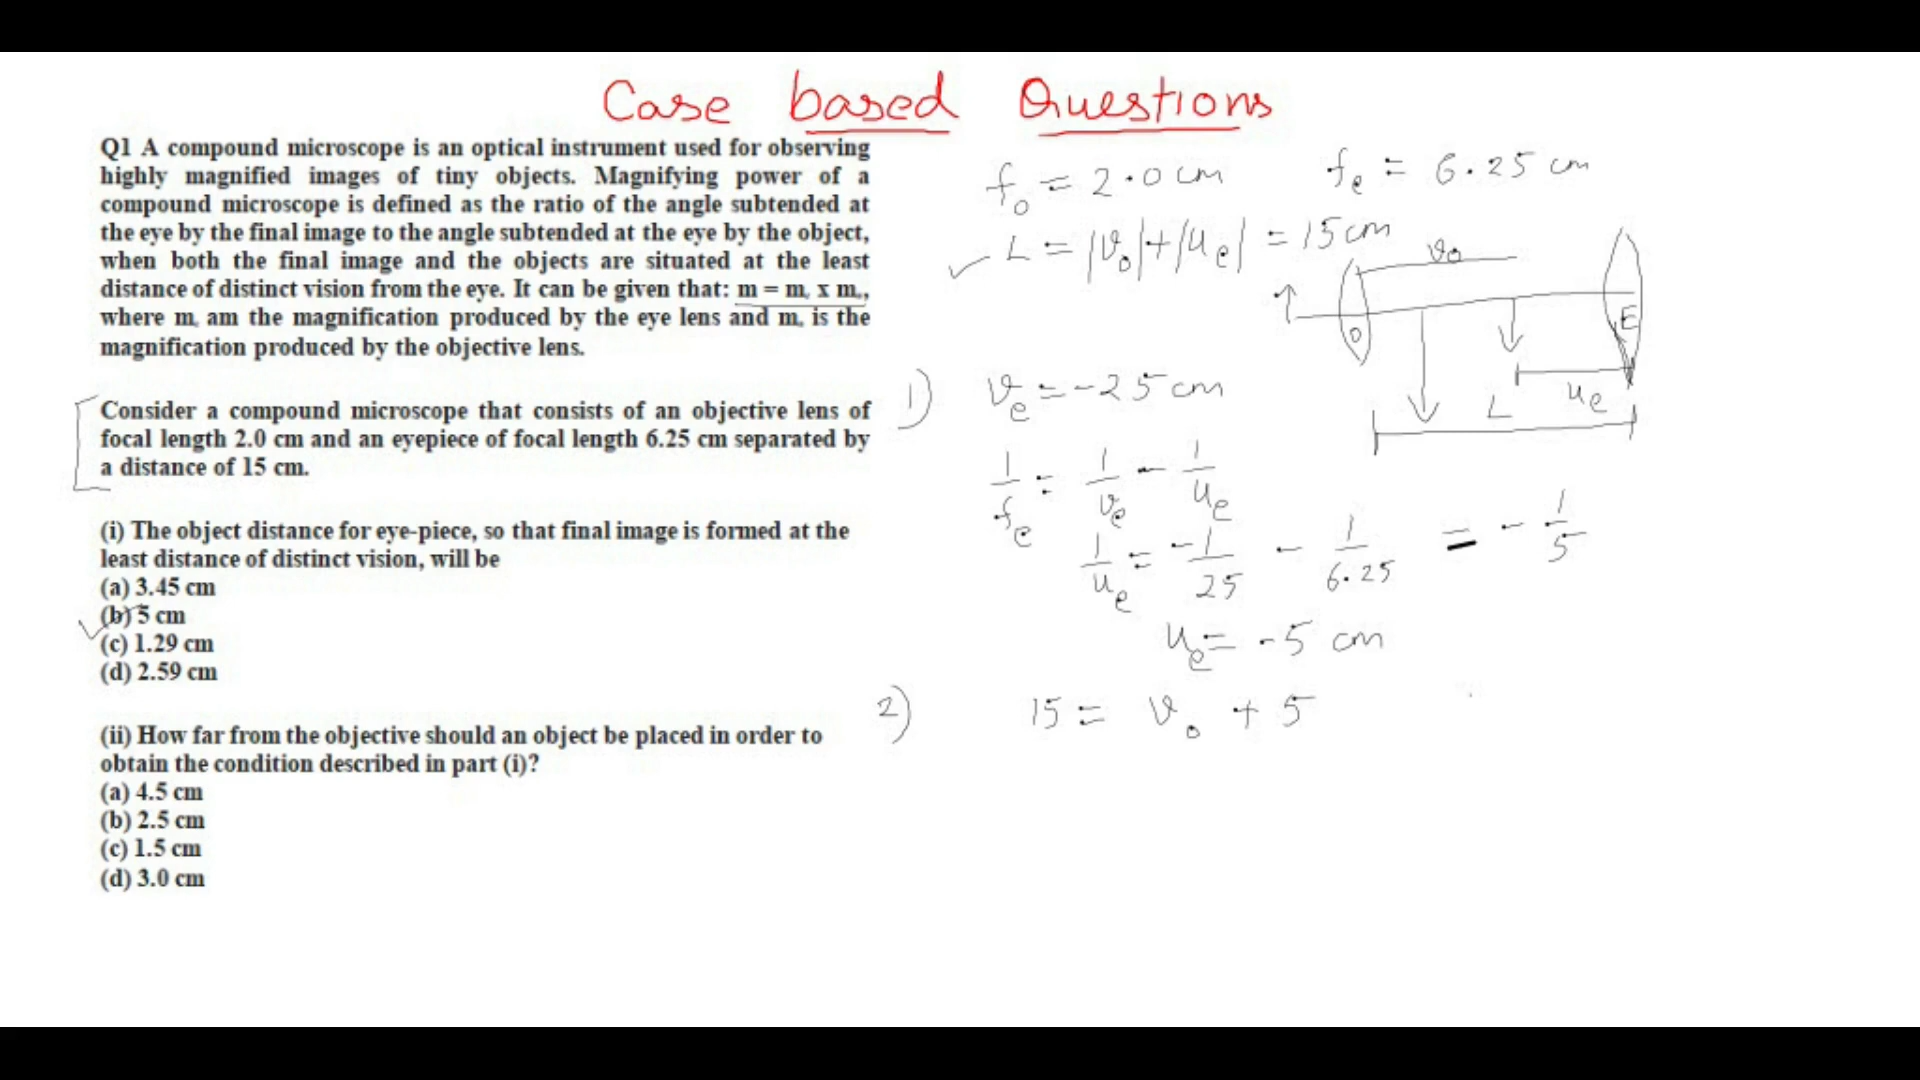 Case based Questions
Q1 A compound microscope is an optical instrument used for observing
highly magnified images of tiny objects. Magnifying power of a
compound microscope is defined as the ratio of the angle subtended at
the eye by the final image to the angle subtended at the eye by the object,
when both the final image and the objects are situated at the least
distance of distinct vision from the eye. It can be given that: m = mₑ x mₒ,
where mₑ am the magnification produced by the eye lens and mₒ is the
magnification produced by the objective lens.
Consider a compound microscope that consists of an objective lens of
focal length 2.0 cm and an eyepiece of focal length 6.25 cm separated by
a distance of 15 cm.
(i) The object distance for eye-piece, so that final image is formed at the
least distance of distinct vision, will be
(a) 3.45 cm
(b) 5 cm
(c) 1.29 cm
(d) 2.59 cm
(ii) How far from the objective should an object be placed in order to
obtain the condition described in part (i)?
(a) 4.5 cm
(b) 2.5 cm
(c) 1.5 cm
(d) 3.0 cm
fₒ = 2.0 cm fₑ = 6.25 cm
L = |vₒ| + |uₑ| = 15 cm
vₒ
O E
uₑ
L
1) vₑ = -25 cm
1/fₑ = 1/vₑ - 1/uₑ
1/uₑ = -1/25 - 1/6.25 = - 1/5
uₑ = -5 cm
2) 15 = vₒ + 5